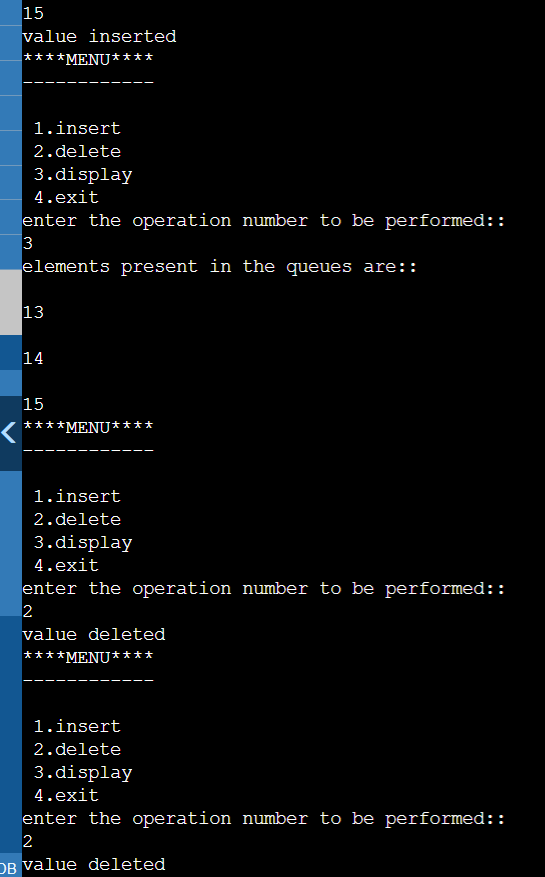 15
value inserted
****MENU****
------------
1.insert
2.delete
3.display
4.exit
enter the operation number to be performed::
3
elements present in the queues are::
13
14
15
****MENU****
------------
1.insert
2.delete
3.display
4.exit
enter the operation number to be performed::
2
value deleted
****MENU****
------------
1.insert
2.delete
3.display
4.exit
enter the operation number to be performed::
2
value deleted